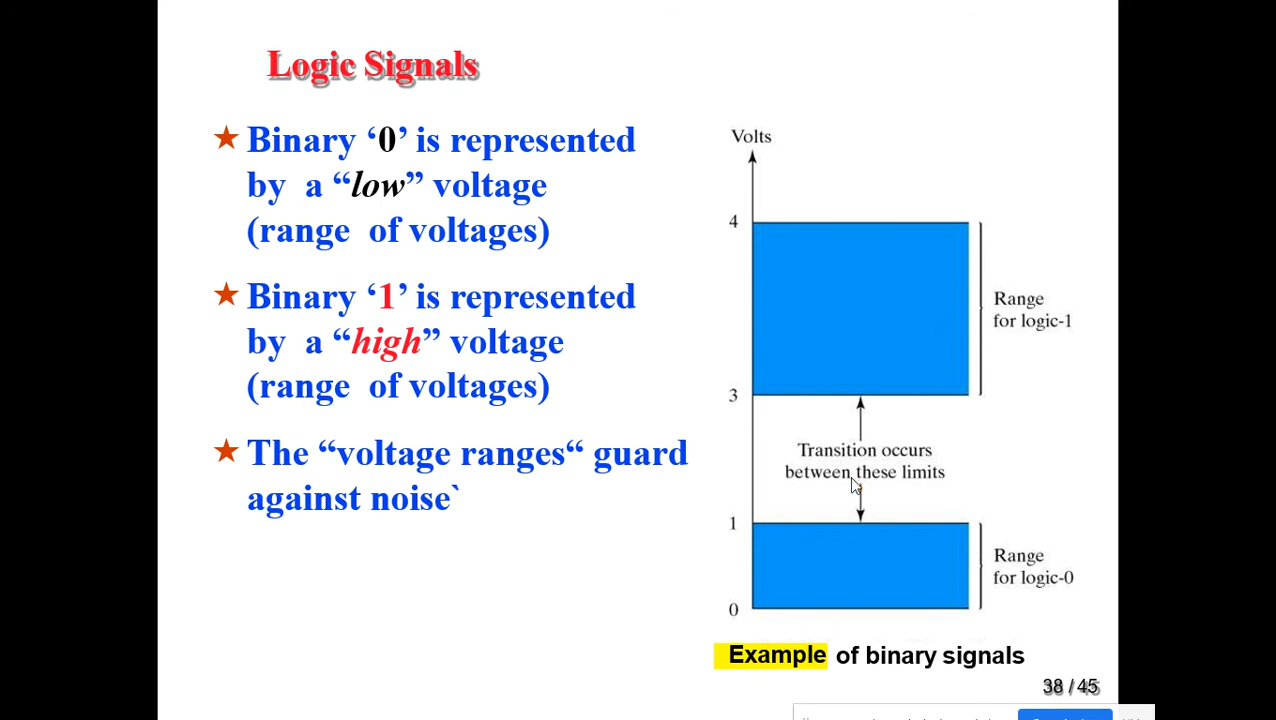 Logic Signals
★ Binary ‘0’ is represented
by a “low” voltage
(range of voltages)
★ Binary ‘1’ is represented
by a “high” voltage
(range of voltages)
★ The “voltage ranges“ guard
against noise`
Volts
4
Range
for logic-1
3
Transition occurs
between these limits
1
Range
for logic-0
0
Example of binary signals
38 / 45